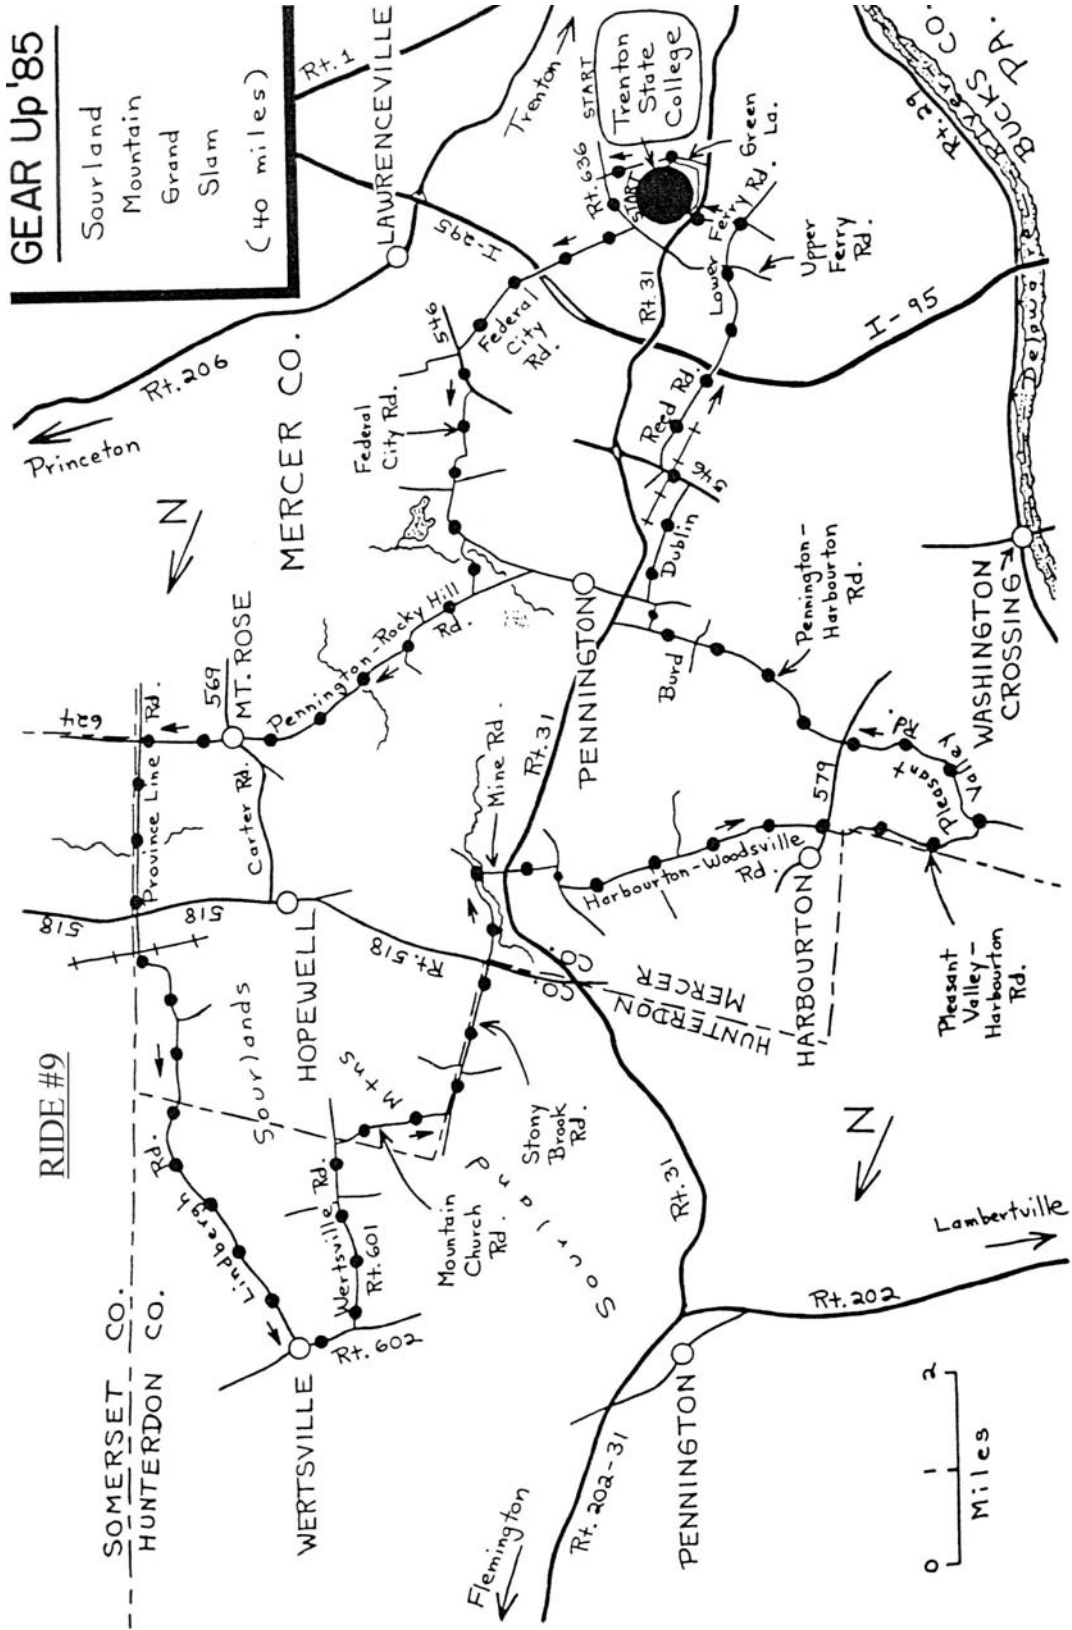 GEAR Up '85
Sourland
Mountain
Grand
Slam
(40 miles)
RIDE #9
Rt. 1
LAWRENCEVILLE
Trenton
START
Trenton
State
College
Rt. 636
START
Green
La.
Rt. 29
Delaware River
BUCKS CO.
PA.
I-295
Rt. 206
Princeton
N
MERCER CO.
546
Federal
City
Rd.
Federal
City Rd.
Rt. 31
Lower Ferry Rd.
Upper
Ferry
Rd.
I-95
Reed Rd.
546
Dublin
PENNINGTON
Burd
Pennington-
Harbourton
Rd.
WASHINGTON
CROSSING
Pennington-Rocky Hill
Rd.
569
MT. ROSE
624
Province Line Rd.
Carter Rd.
518
518
HOPEWELL
Rt. 518
Mine Rd.
Rt. 31
Harbourton-Woodsville
Rd.
579
Pleasant Valley Rd.
HARBOURTON
Pleasant
Valley-
Harbourton
Rd.
MERCER CO.
HUNTERDON CO.
Sourlands
Mtns
Stony
Brook
Rd.
Mountain
Church
Rd.
Sourland
Lindbergh Rd.
Wertsville Rd.
Rt. 601
Rt. 602
WERTSVILLE
SOMERSET CO.
HUNTERDON CO.
Rt. 31
N
Lambertville
Rt. 202
PENNINGTON
Rt. 202-31
Flemington
0 1 2
Miles